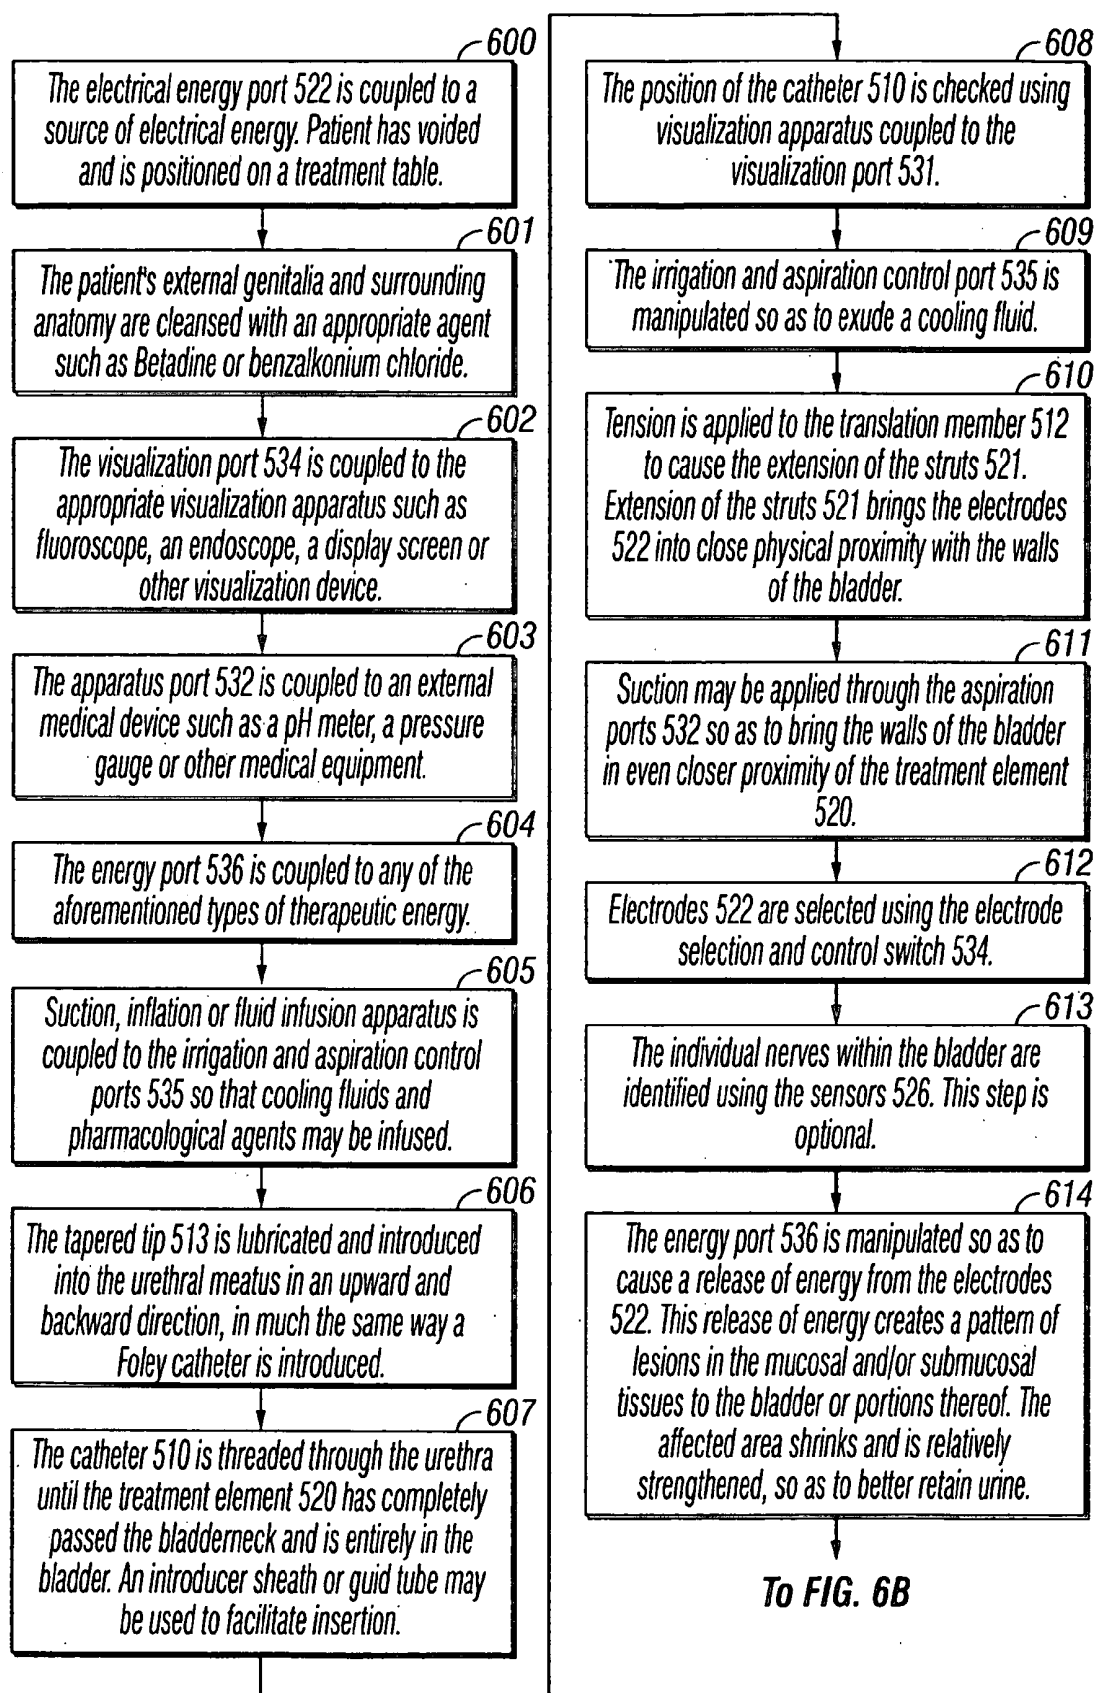 600
The electrical energy port 522 is coupled to a
source of electrical energy. Patient has voided
and is positioned on a treatment table.
601
The patient's external genitalia and surrounding
anatomy are cleansed with an appropriate agent
such as Betadine or benzalkonium chloride.
602
The visualization port 534 is coupled to the
appropriate visualization apparatus such as
fluoroscope, an endoscope, a display screen or
other visualization device.
603
The apparatus port 532 is coupled to an external
medical device such as a pH meter, a pressure
gauge or other medical equipment.
604
The energy port 536 is coupled to any of the
aforementioned types of therapeutic energy.
605
Suction, inflation or fluid infusion apparatus is
coupled to the irrigation and aspiration control
ports 535 so that cooling fluids and
pharmacological agents may be infused.
606
The tapered tip 513 is lubricated and introduced
into the urethral meatus in an upward and
backward direction, in much the same way a
Foley catheter is introduced.
607
The catheter 510 is threaded through the urethra
until the treatment element 520 has completely
passed the bladderneck and is entirely in the
bladder. An introducer sheath or guid tube may
be used to facilitate insertion.
608
The position of the catheter 510 is checked using
visualization apparatus coupled to the
visualization port 531.
609
The irrigation and aspiration control port 535 is
manipulated so as to exude a cooling fluid.
610
Tension is applied to the translation member 512
to cause the extension of the struts 521.
Extension of the struts 521 brings the electrodes
522 into close physical proximity with the walls
of the bladder.
611
Suction may be applied through the aspiration
ports 532 so as to bring the walls of the bladder
in even closer proximity of the treatment element
520.
612
Electrodes 522 are selected using the electrode
selection and control switch 534.
613
The individual nerves within the bladder are
identified using the sensors 526. This step is
optional.
614
The energy port 536 is manipulated so as to
cause a release of energy from the electrodes
522. This release of energy creates a pattern of
lesions in the mucosal and/or submucosal
tissues to the bladder or portions thereof. The
affected area shrinks and is relatively
strengthened, so as to better retain urine.
To FIG. 6B